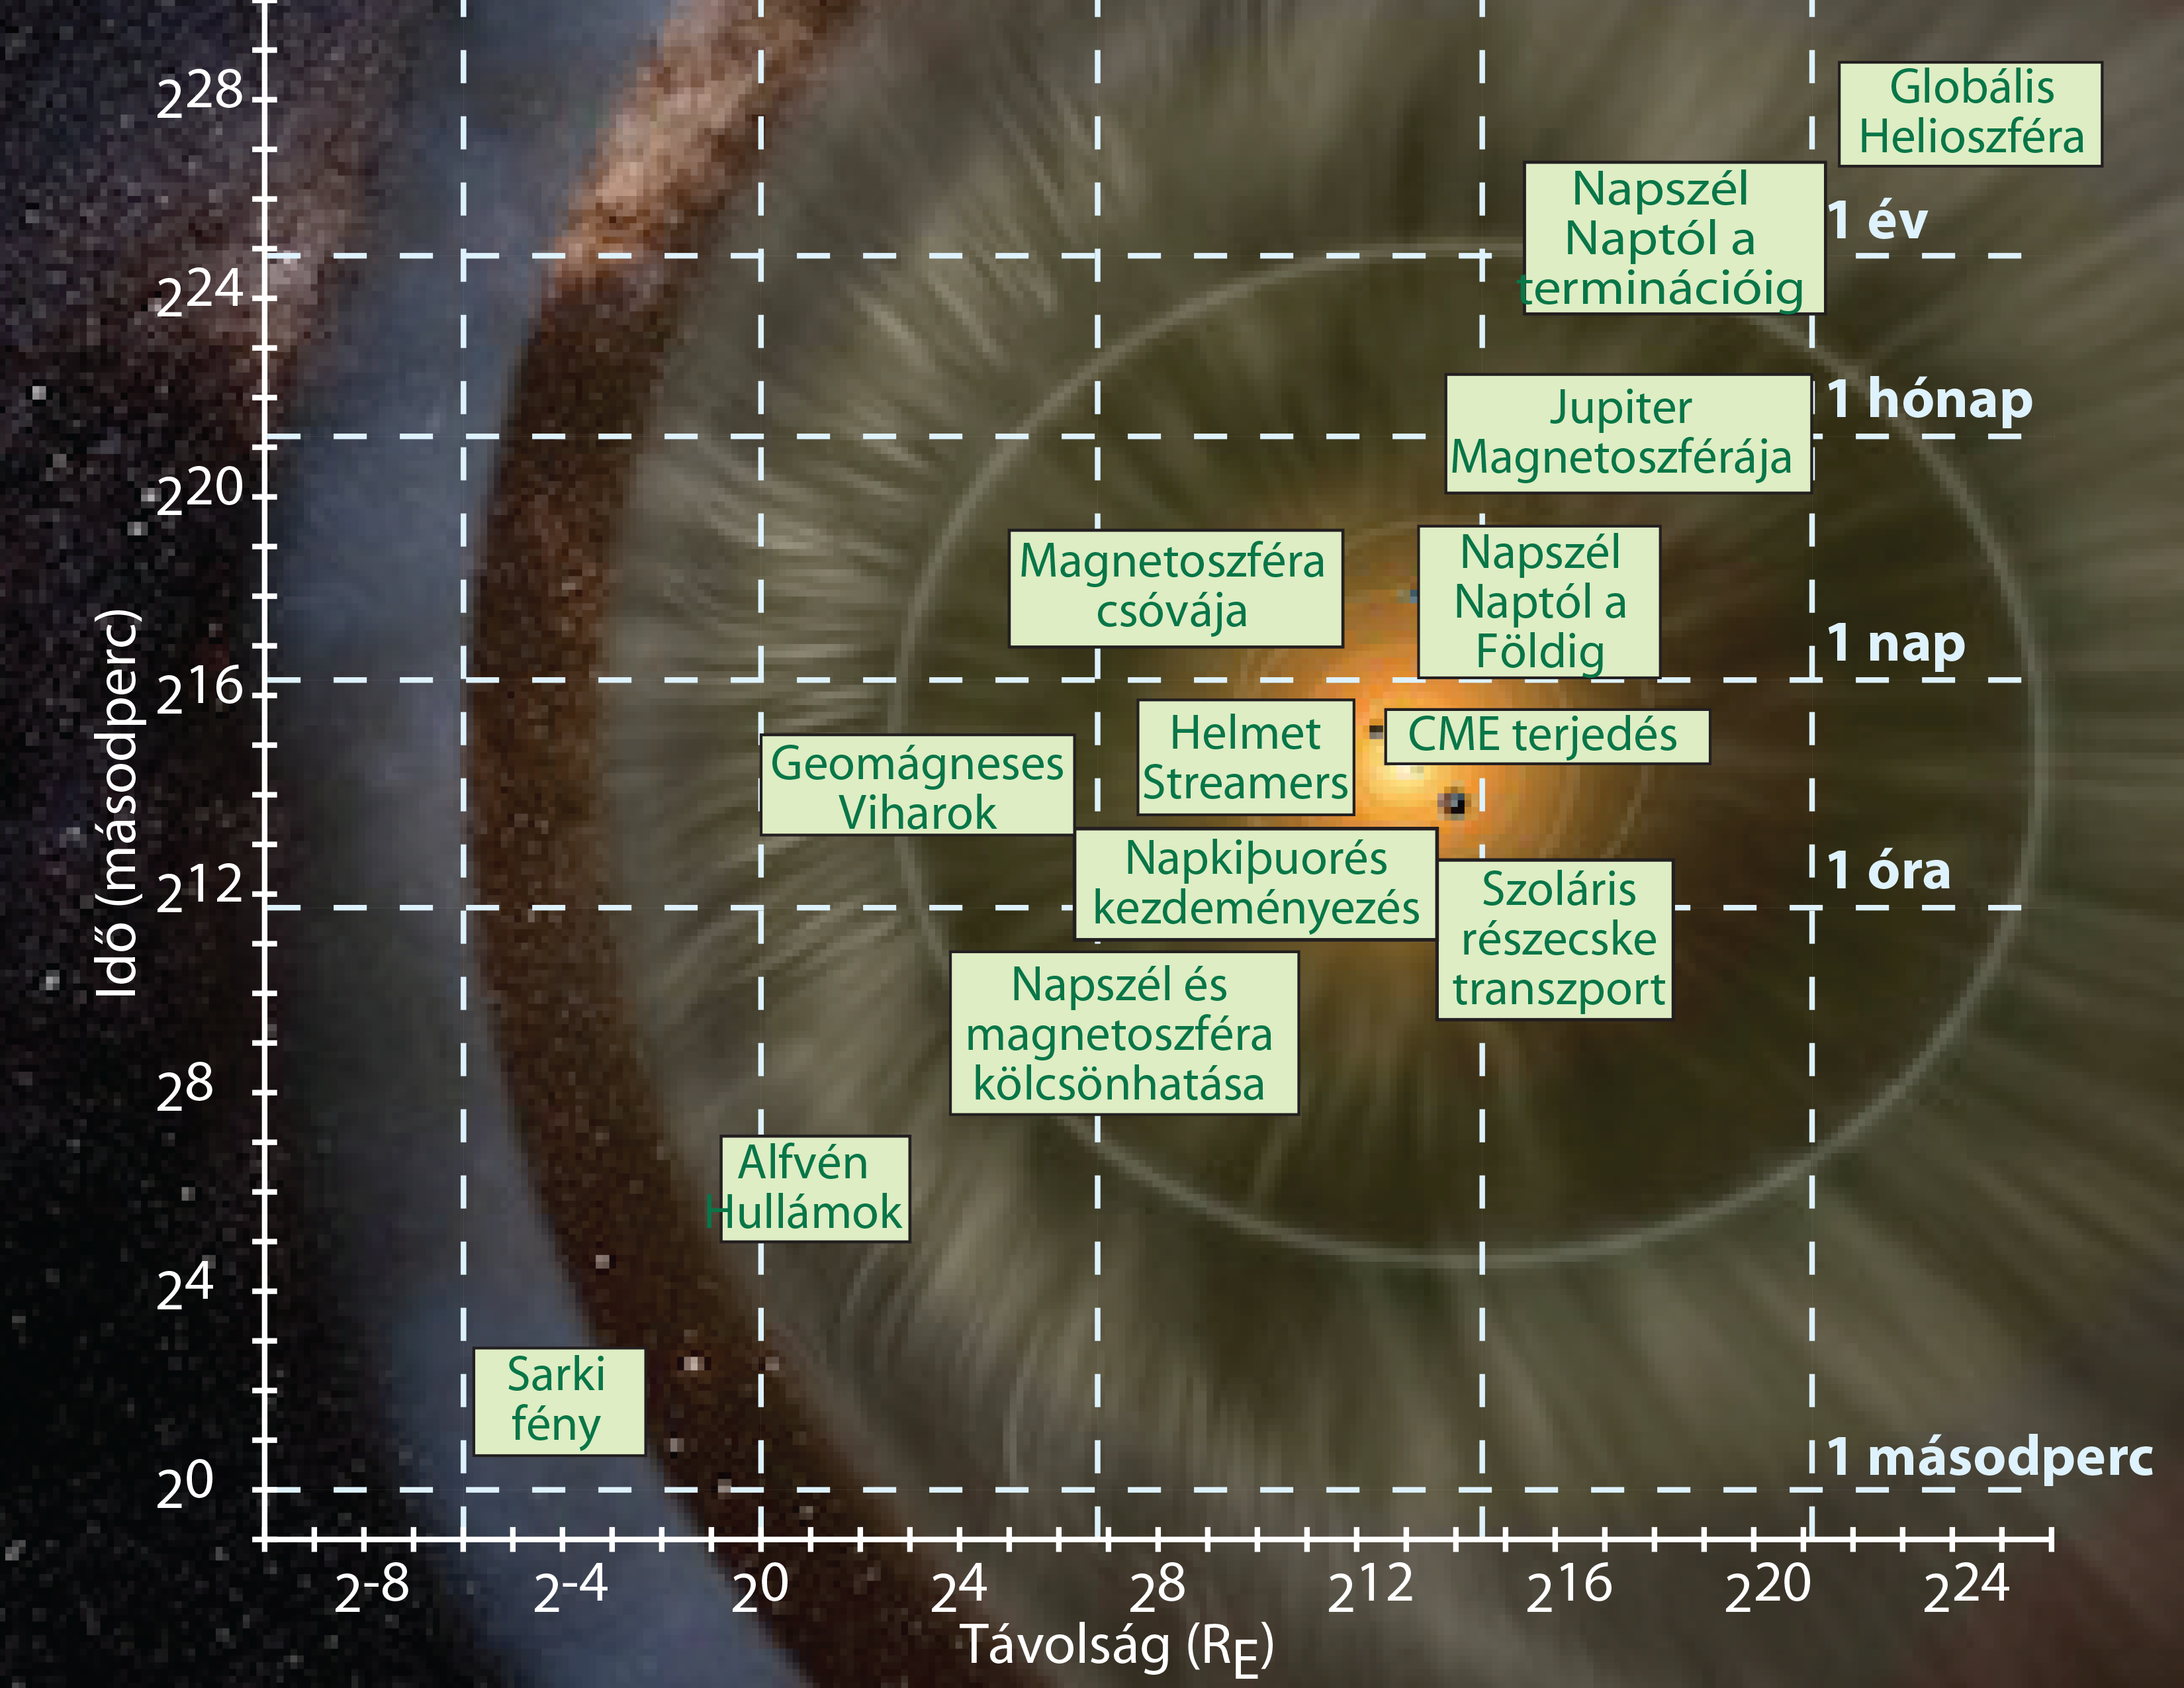 2²⁸
2²⁴
2²⁰
2¹⁶
2¹²
2⁸
2⁴
2⁰
Idő (másodperc)
Globális
Helioszféra
Napszél
Naptól a
terminációig
1 év
Jupiter
Magnetoszférája
1 hónap
Magnetoszféra
csóvája
Napszél
Naptól a
Földig
1 nap
Helmet
Streamers
CME terjedés
Geomágneses
Viharok
Napkiþuorés
kezdeményezés
Szoláris
részecske
transzport
1 óra
Napszél és
magnetoszféra
kölcsönhatása
Alfvén
Hullámok
Sarki
fény
1 másodperc
2⁻⁸ 2⁻⁴ 2⁰ 2⁴ 2⁸ 2¹² 2¹⁶ 2²⁰ 2²⁴
Távolság (R_E)